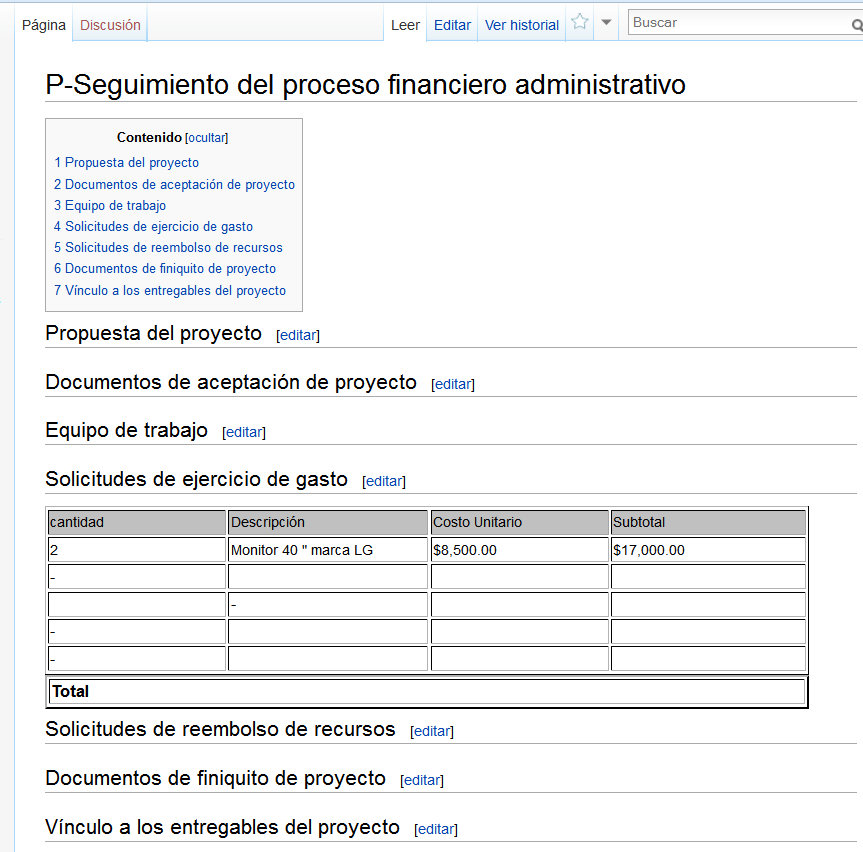 Página Discusión Leer Editar Ver historial Buscar
P-Seguimiento del proceso financiero administrativo
Contenido [ocultar]
1 Propuesta del proyecto
2 Documentos de aceptación de proyecto
3 Equipo de trabajo
4 Solicitudes de ejercicio de gasto
5 Solicitudes de reembolso de recursos
6 Documentos de finiquito de proyecto
7 Vínculo a los entregables del proyecto
Propuesta del proyecto [editar]
Documentos de aceptación de proyecto [editar]
Equipo de trabajo [editar]
Solicitudes de ejercicio de gasto [editar]
cantidad Descripción Costo Unitario Subtotal
2 Monitor 40 " marca LG $8,500.00 $17,000.00
-
-
-
-
Total
Solicitudes de reembolso de recursos [editar]
Documentos de finiquito de proyecto [editar]
Vínculo a los entregables del proyecto [editar]